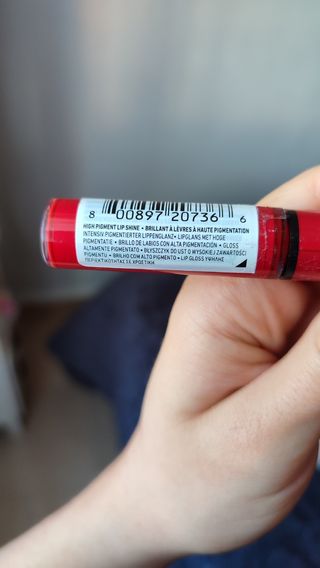 8 00897 20736 6
HIGH PIGMENT LIP SHINE • BRILLANT À LÈVRES À HAUTE PIGMENTATION
INTENSIV PIGMENTIERTER LIPPENGLANZ • LIPGLANS MET HOGE
PIGMENTATIE • BRILLO DE LABIOS CON ALTA PIGMENTACIÓN • GLOSS
ALTAMENTE PIGMENTATO • BŁYSZCZYK DO UST O WYSOKIEJ ZAWARTOŚCI
PIGMENTU • BRILHO COM ALTO PIGMENTO • LIP GLOSS ΥΨΗΛΗΣ
ΠΕΡΙΕΚΤΙΚΟΤΗΤΑΣ ΣΕ ΧΡΩΣΤΙΚΗ